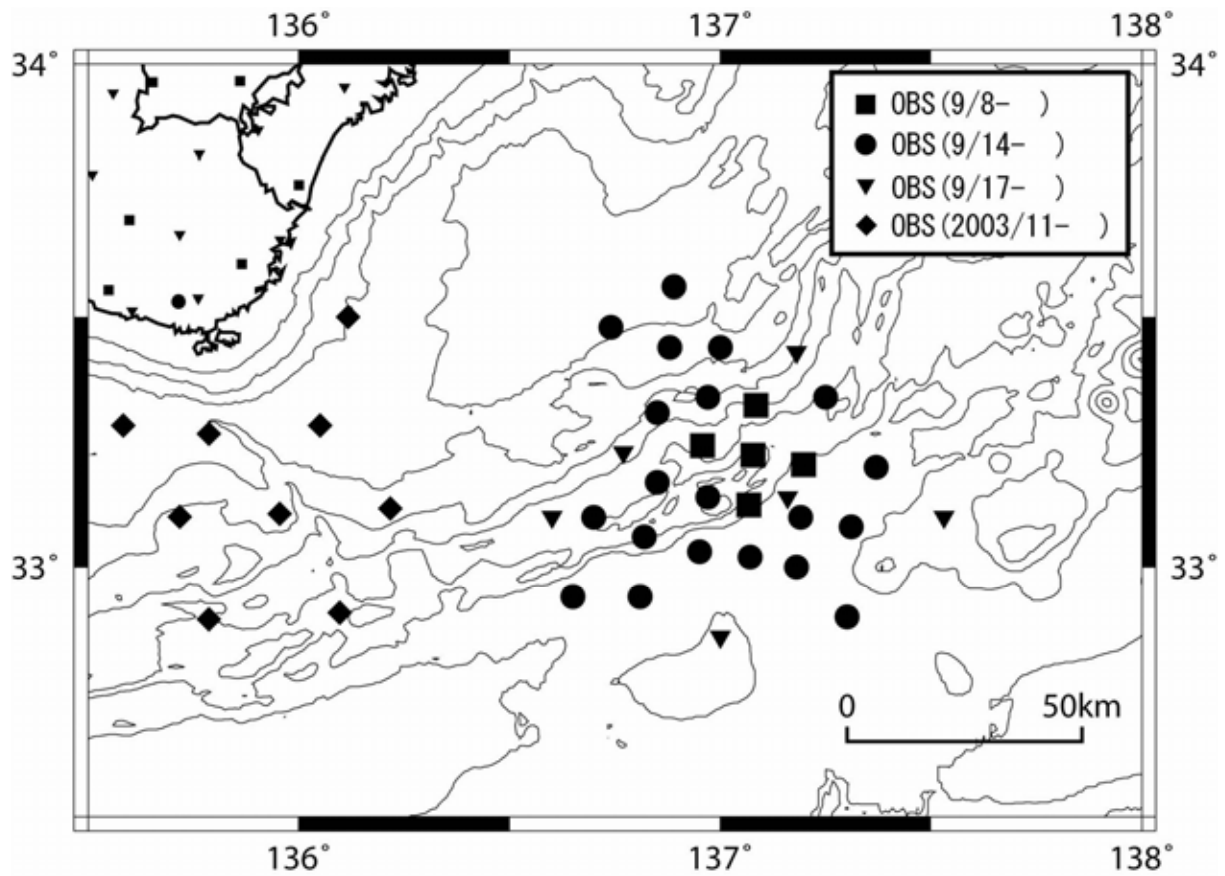 136° 137° 138°
34° 34°
OBS(9/8- )
OBS(9/14- )
OBS(9/17- )
OBS(2003/11- )
33° 33°
0 50km
136° 137° 138°